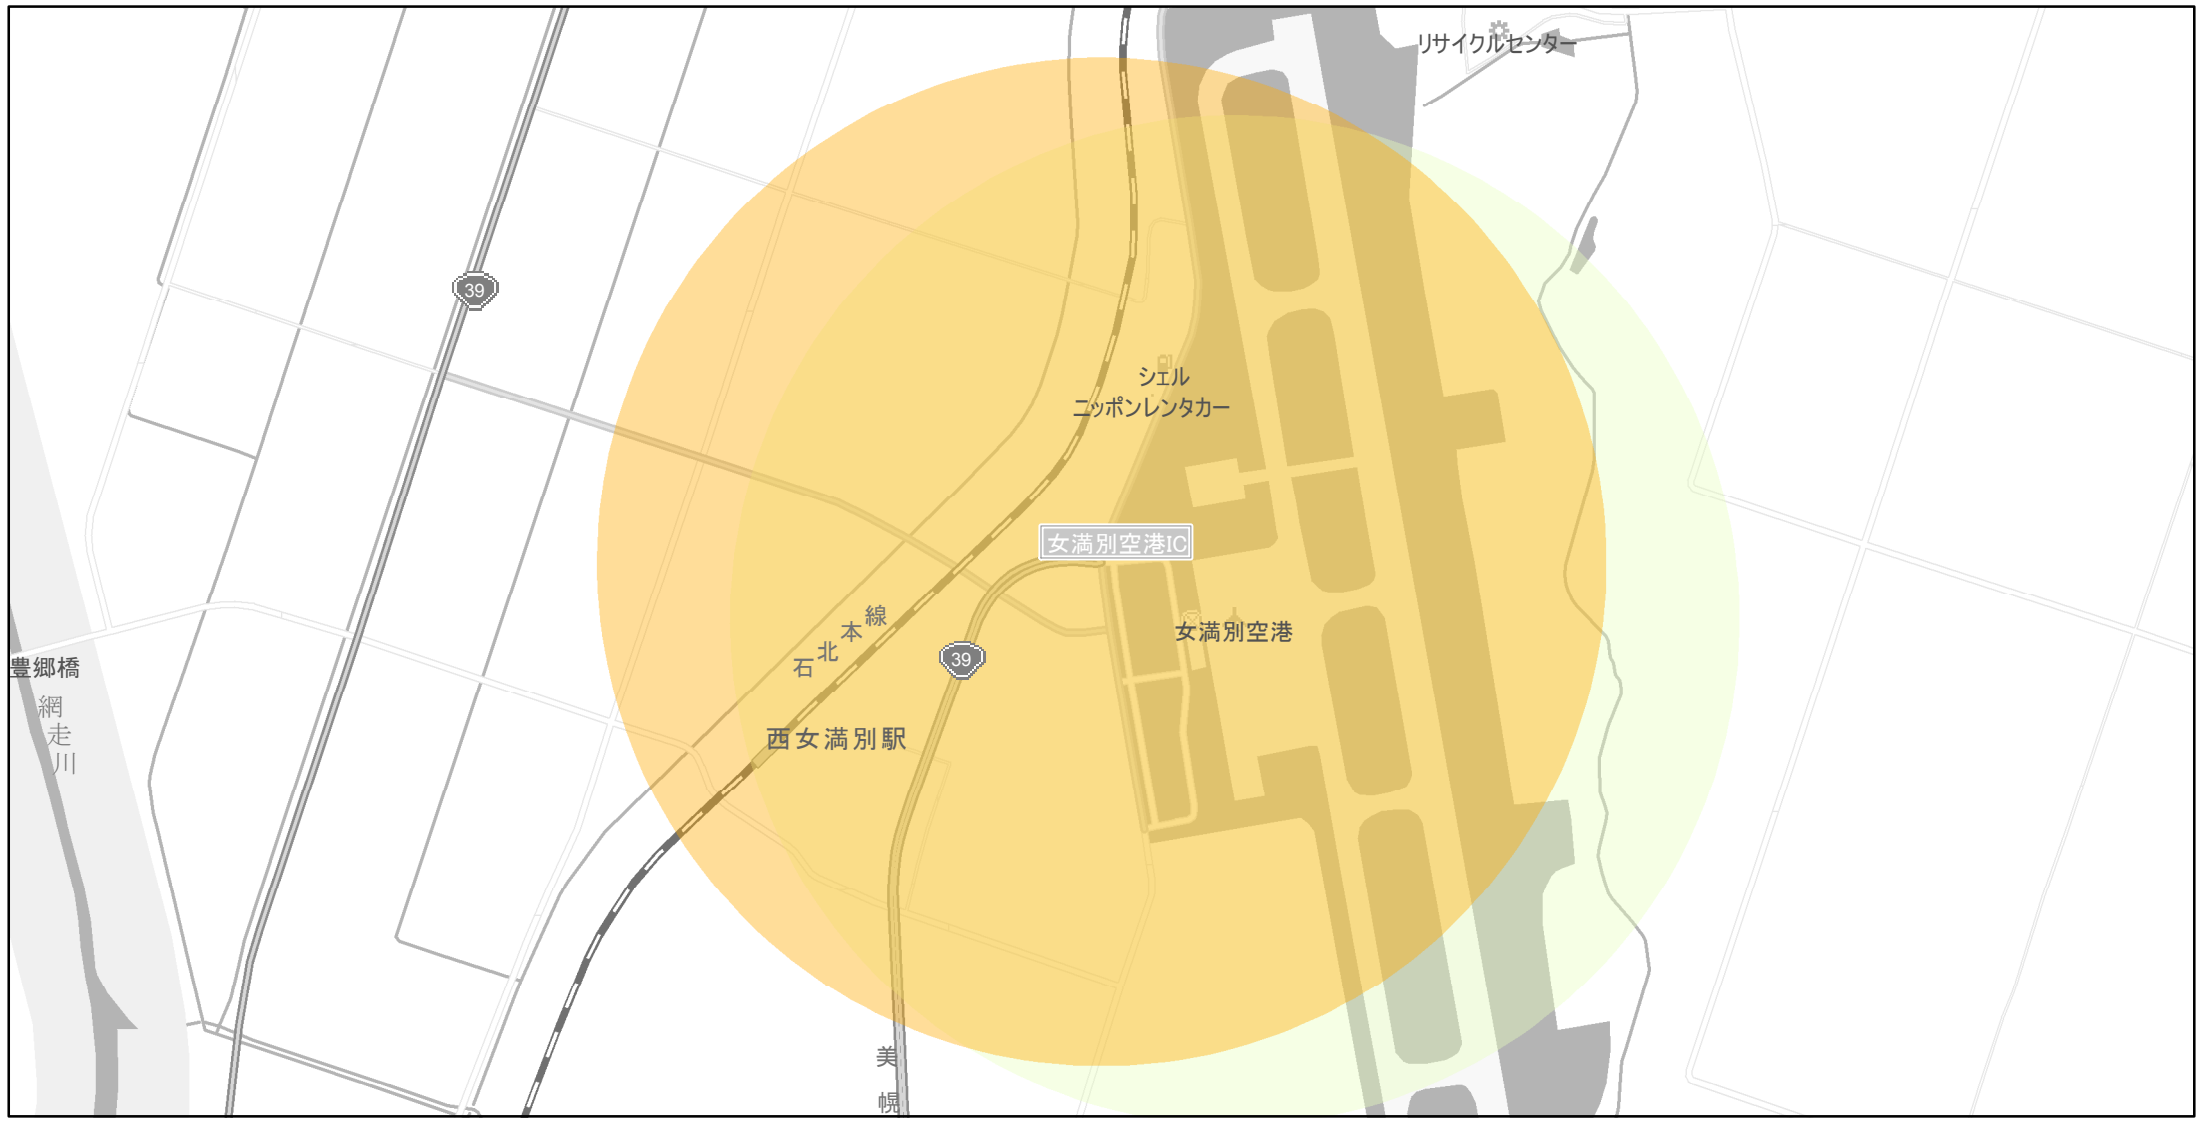 リサイクルセンター
39
シェル
ニッポンレンタカー
女満別空港IC
石北本線
女満別空港
39
豊郷橋
網走川
西女満別駅
美幌